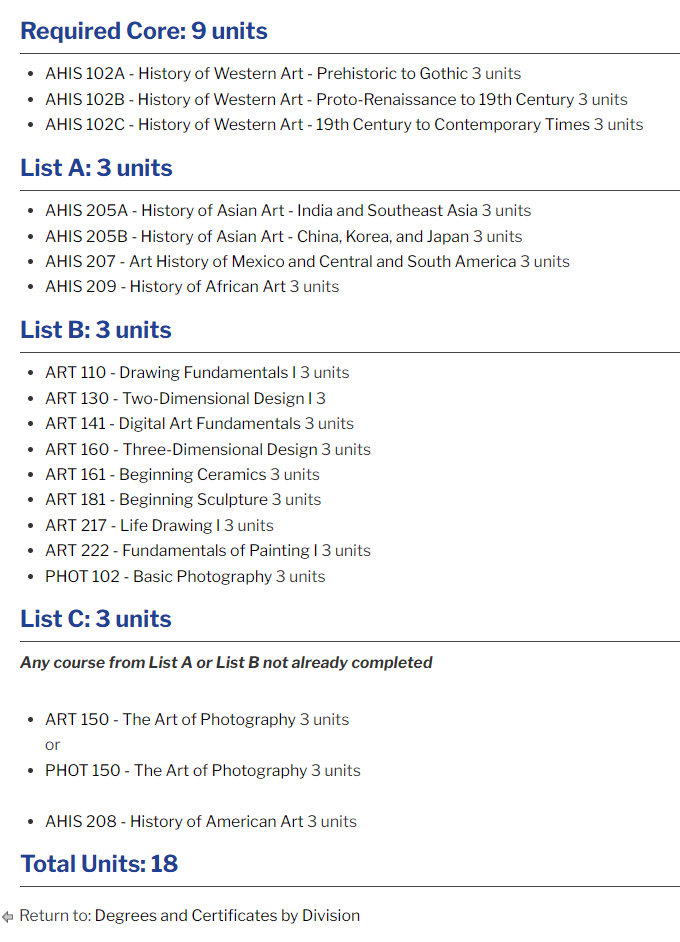 Required Core: 9 units
AHIS 102A - History of Western Art - Prehistoric to Gothic 3 units
AHIS 102B - History of Western Art - Proto-Renaissance to 19th Century 3 units
AHIS 102C - History of Western Art - 19th Century to Contemporary Times 3 units
List A: 3 units
AHIS 205A - History of Asian Art - India and Southeast Asia 3 units
AHIS 205B - History of Asian Art - China, Korea, and Japan 3 units
AHIS 207 - Art History of Mexico and Central and South America 3 units
AHIS 209 - History of African Art 3 units
List B: 3 units
ART 110 - Drawing Fundamentals I 3 units
ART 130 - Two-Dimensional Design I 3
ART 141 - Digital Art Fundamentals 3 units
ART 160 - Three-Dimensional Design 3 units
ART 161 - Beginning Ceramics 3 units
ART 181 - Beginning Sculpture 3 units
ART 217 - Life Drawing I 3 units
ART 222 - Fundamentals of Painting I 3 units
PHOT 102 - Basic Photography 3 units
List C: 3 units
Any course from List A or List B not already completed
ART 150 - The Art of Photography 3 units
or
PHOT 150 - The Art of Photography 3 units
AHIS 208 - History of American Art 3 units
Total Units: 18
Return to: Degrees and Certificates by Division